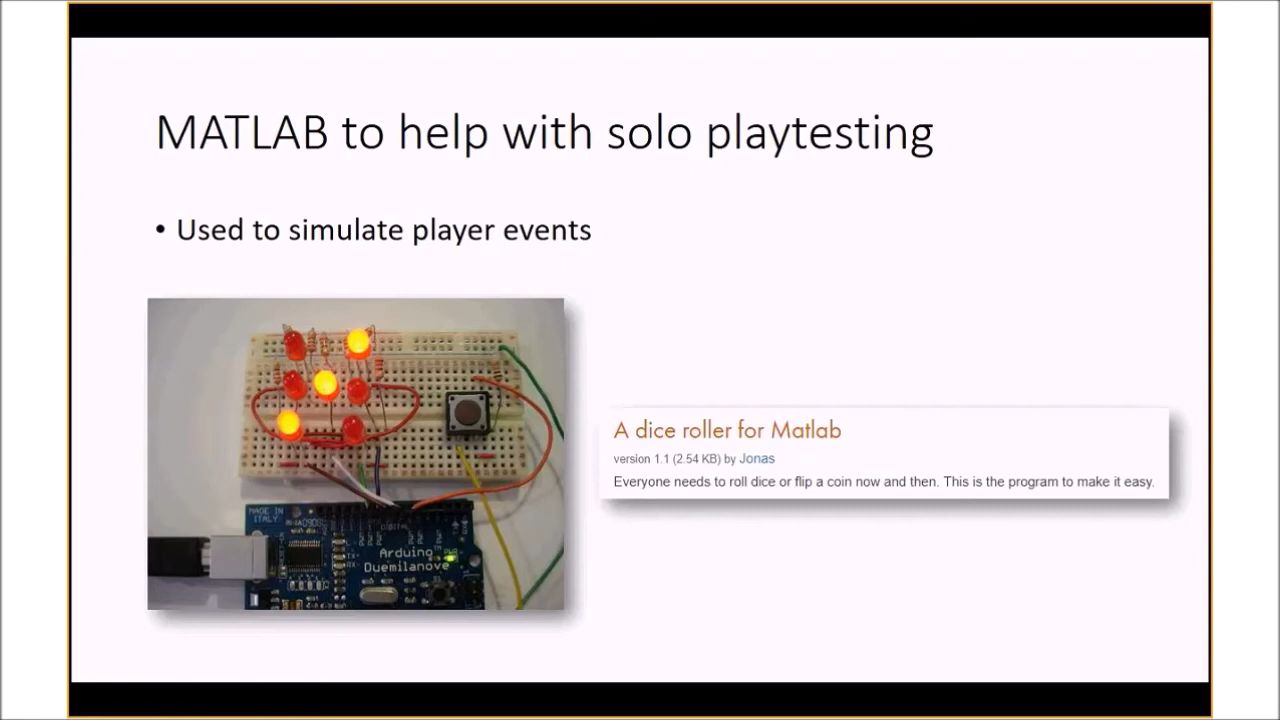 MATLAB to help with solo playtesting
• Used to simulate player events
MADE IN
ITALY
DIGITAL
Arduino
Duemilanove
A dice roller for Matlab
version 1.1 (2.54 KB) by Jonas
Everyone needs to roll dice or flip a coin now and then. This is the program to make it easy.